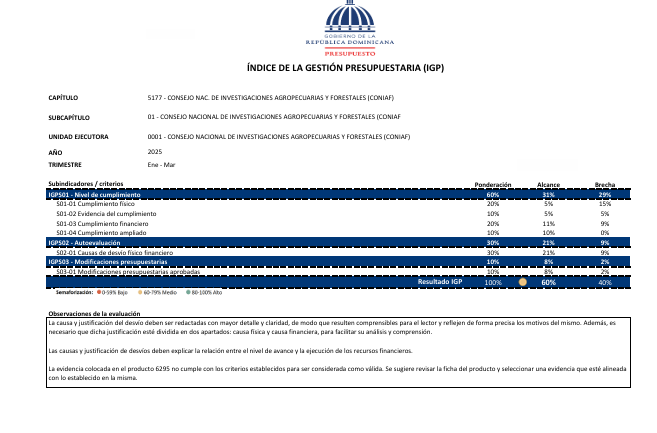 GOBIERNO DE LA
REPÚBLICA DOMINICANA
PRESUPUESTO
ÍNDICE DE LA GESTIÓN PRESUPUESTARIA (IGP)
CAPÍTULO 5177 - CONSEJO NAC. DE INVESTIGACIONES AGROPECUARIAS Y FORESTALES (CONIAF)
SUBCAPÍTULO 01 - CONSEJO NACIONAL DE INVESTIGACIONES AGROPECUARIAS Y FORESTALES (CONIAF
UNIDAD EJECUTORA 0001 - CONSEJO NACIONAL DE INVESTIGACIONES AGROPECUARIAS Y FORESTALES (CONIAF)
AÑO 2025
TRIMESTRE Ene - Mar
Subindicadores / criterios Ponderación Alcance Brecha
IGPS01 - Nivel de cumplimiento 60% 31% 29%
S01-01 Cumplimiento físico 20% 5% 15%
S01-02 Evidencia del cumplimiento 10% 5% 5%
S01-03 Cumplimiento financiero 20% 11% 9%
S01-04 Cumplimiento ampliado 10% 10% 0%
IGPS02 - Autoevaluación 30% 21% 9%
S02-01 Causas de desvío físico financiero 30% 21% 9%
IGPS03 - Modificaciones presupuestarias 10% 8% 2%
S03-01 Modificaciones presupuestarias aprobadas 10% 8% 2%
Resultado IGP 100% 60% 40%
Semaforización: 0-59% Bajo 60-79% Medio 80-100% Alto
Observaciones de la evaluación
La causa y justificación del desvío deben ser redactadas con mayor detalle y claridad, de modo que resulten comprensibles para el lector y reflejen de forma precisa los motivos del mismo. Además, es
necesario que dicha justificación esté dividida en dos apartados: causa física y causa financiera, para facilitar su análisis y comprensión.
Las causas y justificación de desvíos deben explicar la relación entre el nivel de avance y la ejecución de los recursos financieros.
La evidencia colocada en el producto 6295 no cumple con los criterios establecidos para ser considerada como válida. Se sugiere revisar la ficha del producto y seleccionar una evidencia que esté alineada
con lo establecido en la misma.